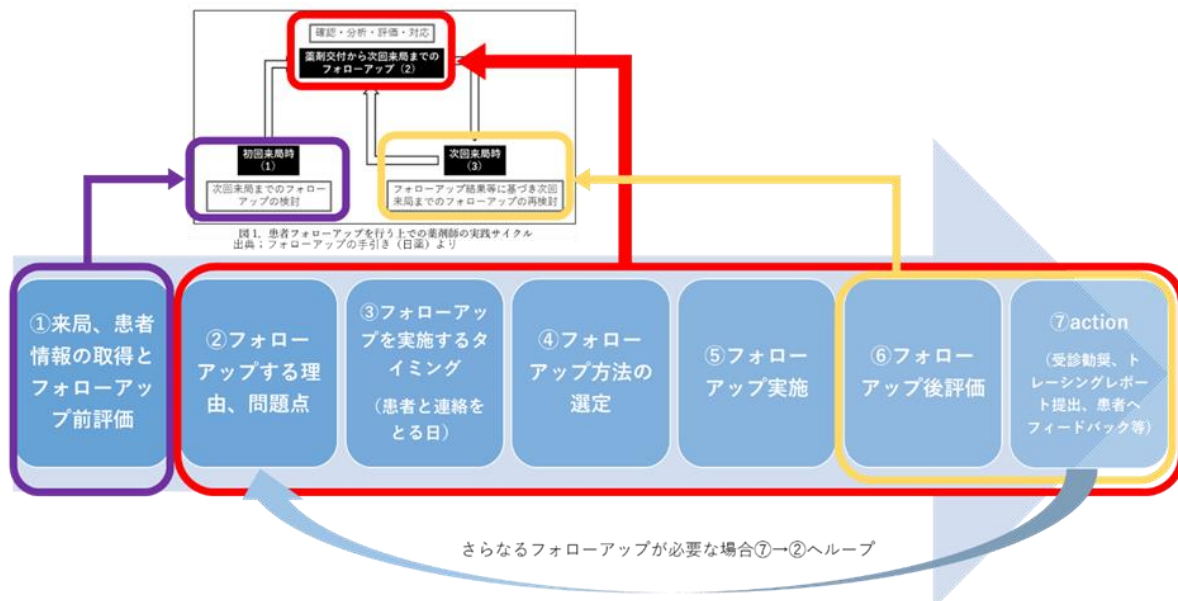 確認・分析・評価・対応
薬剤交付から次回来局までの
フォローアップ（2）
初回来局時
（1）
次回来局までのフォロー
アップの検討
次回来局時
（3）
フォローアップ結果等に基づき次回
来局までのフォローアップの再検討
図1．患者フォローアップを行う上での薬剤師の実践サイクル
出典；フォローアップの手引き（日薬）より
①来局、患者
情報の取得と
フォローアッ
プ前評価
②フォロー
アップする理
由、問題点
③フォローアッ
プを実施するタ
イミング
（患者と連絡を
とる日）
④フォロー
アップ方法の
選定
⑤フォロー
アップ実施
⑥フォロー
アップ後評価
⑦action
（受診勧奨、ト
レーシングレポー
ト提出、患者へ
フィードバック等）
さらなるフォローアップが必要な場合⑦→②へループ